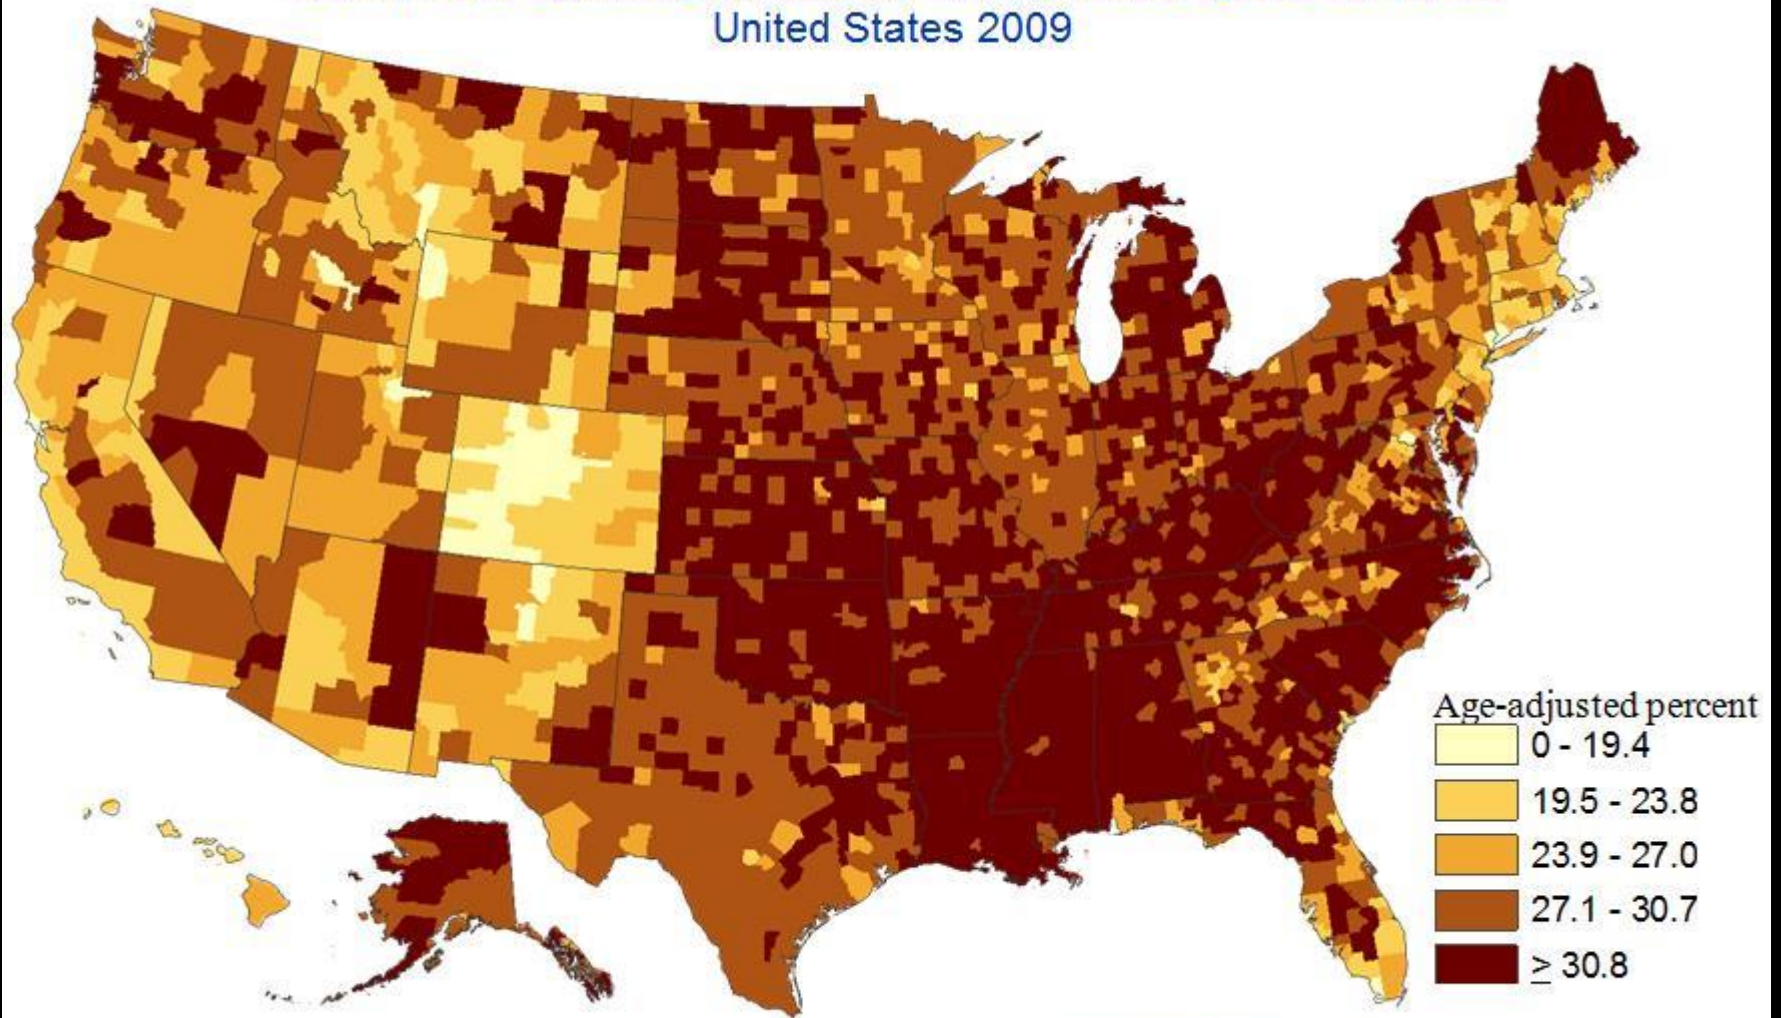 United States 2009
Age-adjusted percent
0 - 19.4
19.5 - 23.8
23.9 - 27.0
27.1 - 30.7
≥ 30.8